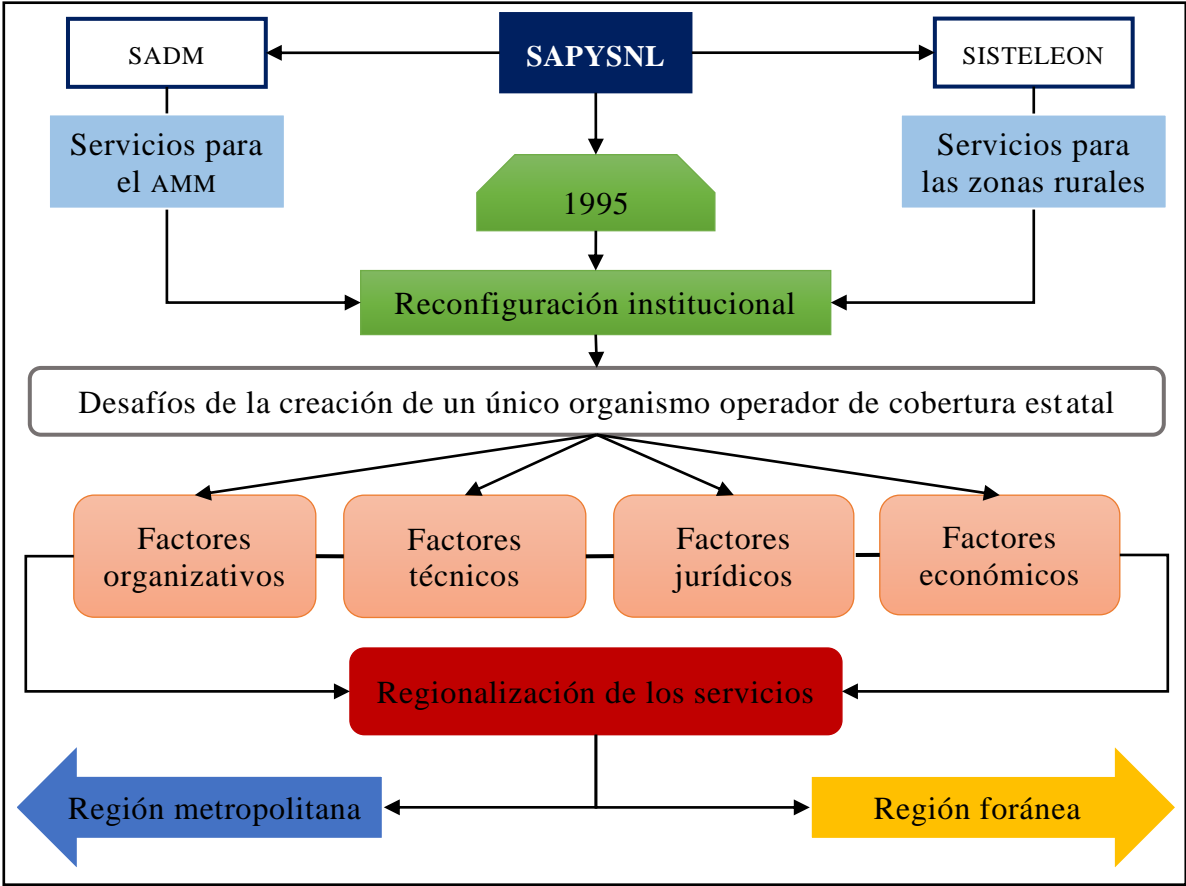 SADM
SAPYSNL
SISTELEON
Servicios para
el AMM
Servicios para
las zonas rurales
1995
Reconfiguración institucional
Desafíos de la creación de un único organismo operador de cobertura estatal
Factores
organizativos
Factores
técnicos
Factores
jurídicos
Factores
económicos
Regionalización de los servicios
Región metropolitana
Región foránea